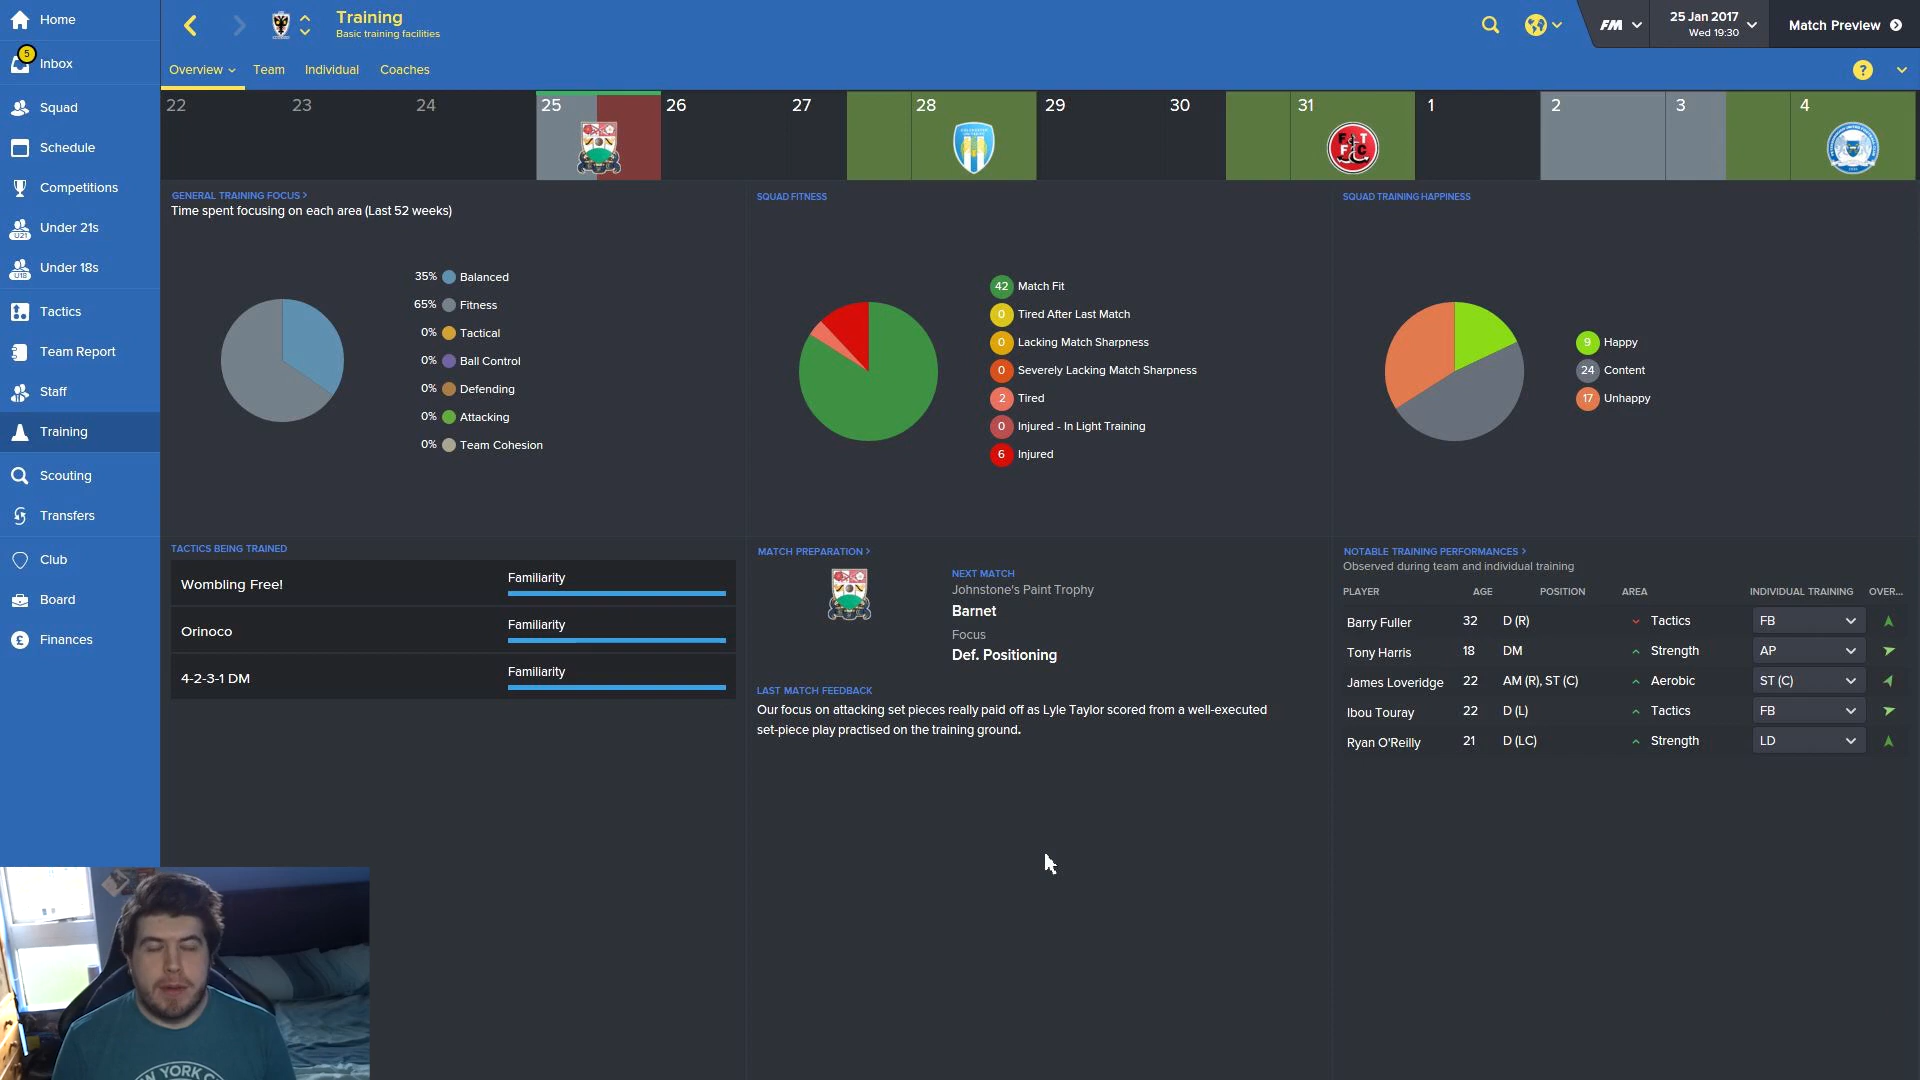 Home
5
Inbox
Squad
Schedule
Competitions
U21
Under 21s
U18
Under 18s
Tactics
Team Report
Staff
Training
Scouting
Transfers
Club
Board
£
Finances
Training
Basic training facilities
FM
25 Jan 2017
Wed 19:30
Match Preview
Overview
Team
Individual
Coaches
?
22
23
24
25
26
27
28
29
30
31
1
2
3
4
GENERAL TRAINING FOCUS >
Time spent focusing on each area (Last 52 weeks)
35% Balanced
65% Fitness
0% Tactical
0% Ball Control
0% Defending
0% Attacking
0% Team Cohesion
SQUAD FITNESS
42 Match Fit
0 Tired After Last Match
0 Lacking Match Sharpness
0 Severely Lacking Match Sharpness
2 Tired
0 Injured - In Light Training
6 Injured
SQUAD TRAINING HAPPINESS
9 Happy
24 Content
17 Unhappy
TACTICS BEING TRAINED
Wombling Free! Familiarity
Orinoco Familiarity
4-2-3-1 DM Familiarity
MATCH PREPARATION >
NEXT MATCH
Johnstone's Paint Trophy
Barnet
Focus
Def. Positioning
LAST MATCH FEEDBACK
Our focus on attacking set pieces really paid off as Lyle Taylor scored from a well-executed
set-piece play practised on the training ground.
NOTABLE TRAINING PERFORMANCES >
Observed during team and individual training
PLAYER AGE POSITION AREA INDIVIDUAL TRAINING OVER...
Barry Fuller 32 D (R) Tactics FB
Tony Harris 18 DM Strength AP
James Loveridge 22 AM (R), ST (C) Aerobic ST (C)
Ibou Touray 22 D (L) Tactics FB
Ryan O'Reilly 21 D (LC) Strength LD